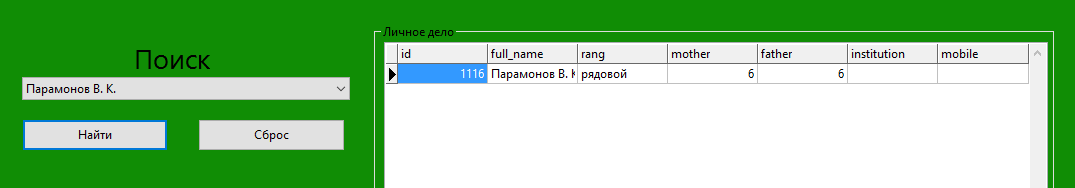 Поиск
Парамонов В. К.
Найти Сброс
Личное дело
id full_name rang mother father institution mobile
1116 Парамонов В. К рядовой 6 6